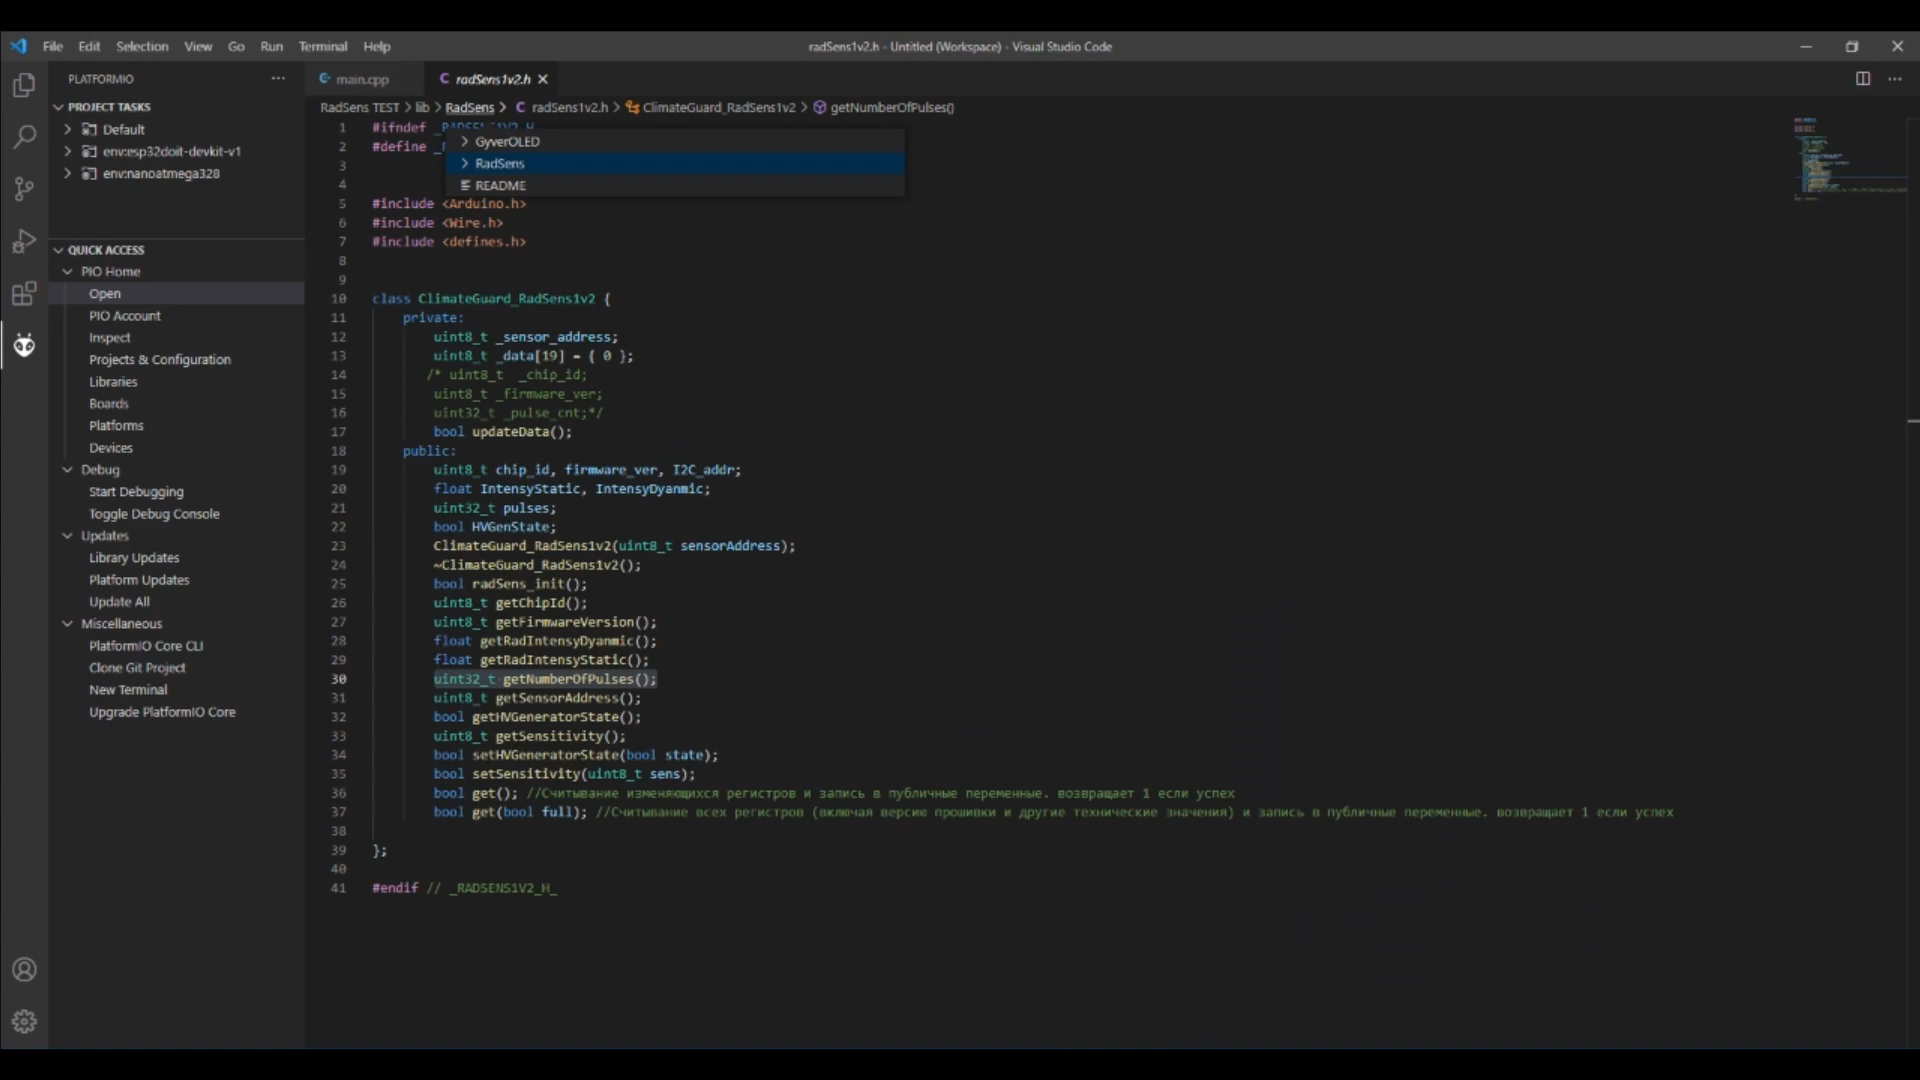 File Edit Selection View Go Run Terminal Help
radSens1v2.h - Untitled (Workspace) - Visual Studio Code
PLATFORMIO
PROJECT TASKS
Default
env:esp32doit-devkit-v1
env:nanoatmega328
QUICK ACCESS
PIO Home
Open
PIO Account
Inspect
Projects & Configuration
Libraries
Boards
Platforms
Devices
Debug
Start Debugging
Toggle Debug Console
Updates
Library Updates
Platform Updates
Update All
Miscellaneous
PlatformIO Core CLI
Clone Git Project
New Terminal
Upgrade PlatformIO Core
main.cpp
radSens1v2.h
RadSens TEST > lib > RadSens > radSens1v2.h > ClimateGuard_RadSens1v2 > getNumberOfPulses()
GyverOLED
RadSens
README
1 #ifndef _RADSENS1V2_H_
2 #define
3
4
5 #include <Arduino.h>
6 #include <Wire.h>
7 #include <defines.h>
8
9
10 class ClimateGuard_RadSens1v2 {
11 private:
12 uint8_t _sensor_address;
13 uint8_t _data[19] = { 0 };
14 /* uint8_t _chip_id;
15 uint8_t _firmware_ver;
16 uint32_t _pulse_cnt;*/
17 bool updateData();
18 public:
19 uint8_t chip_id, firmware_ver, I2C_addr;
20 float IntensyStatic, IntensyDyanmic;
21 uint32_t pulses;
22 bool HVGenState;
23 ClimateGuard_RadSens1v2(uint8_t sensorAddress);
24 ~ClimateGuard_RadSens1v2();
25 bool radSens_init();
26 uint8_t getChipId();
27 uint8_t getFirmwareVersion();
28 float getRadIntensyDyanmic();
29 float getRadIntensyStatic();
30 uint32_t getNumberOfPulses();
31 uint8_t getSensorAddress();
32 bool getHVGeneratorState();
33 uint8_t getSensitivity();
34 bool setHVGeneratorState(bool state);
35 bool setSensitivity(uint8_t sens);
36 bool get(); //Считывание изменяющихся регистров и запись в публичные переменные. возвращает 1 если успех
37 bool get(bool full); //Считывание всех регистров (включая версию прошивки и другие технические значения) и запись в публичные переменные. возвращает 1 если успех
38
39 };
40
41 #endif // _RADSENS1V2_H_